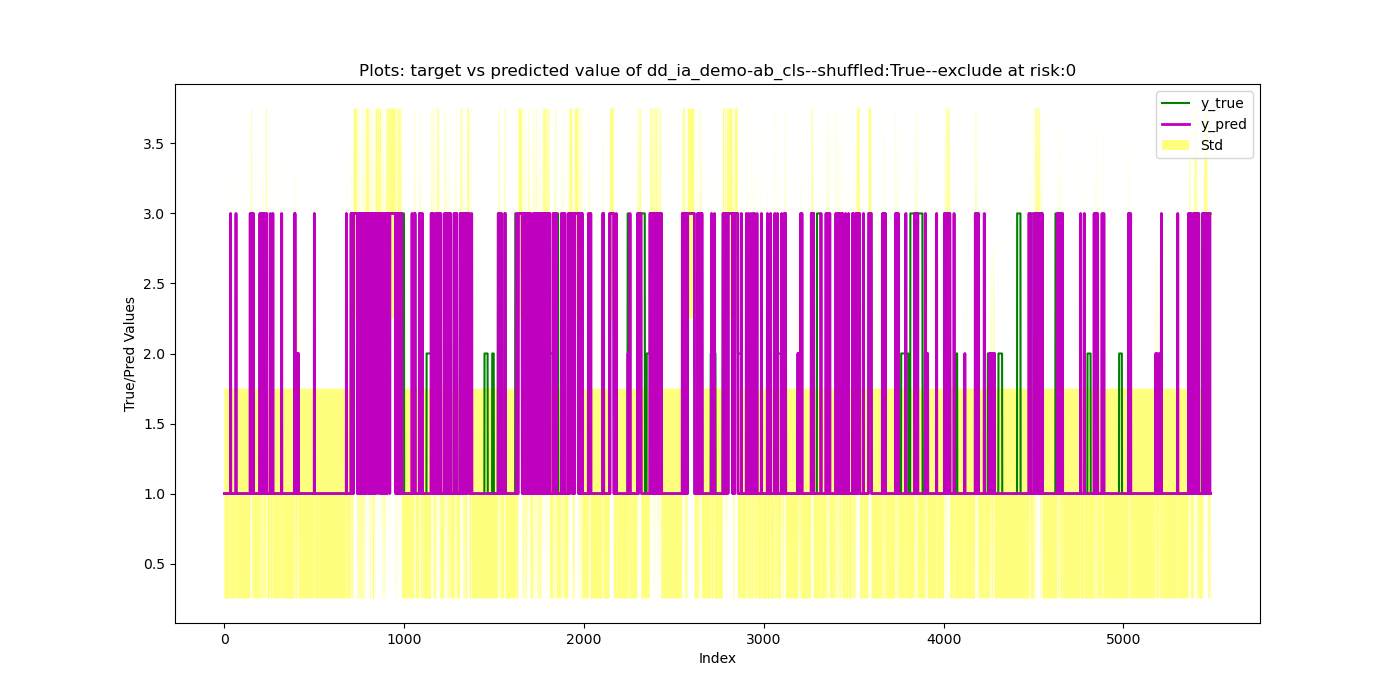 Plots: target vs predicted value of dd_ia_demo-ab_cls--shuffled:True--exclude at risk:0
y_true
y_pred
Std
3.5
3.0
2.5
2.0
1.5
1.0
0.5
True/Pred Values
0
1000
2000
3000
4000
5000
Index